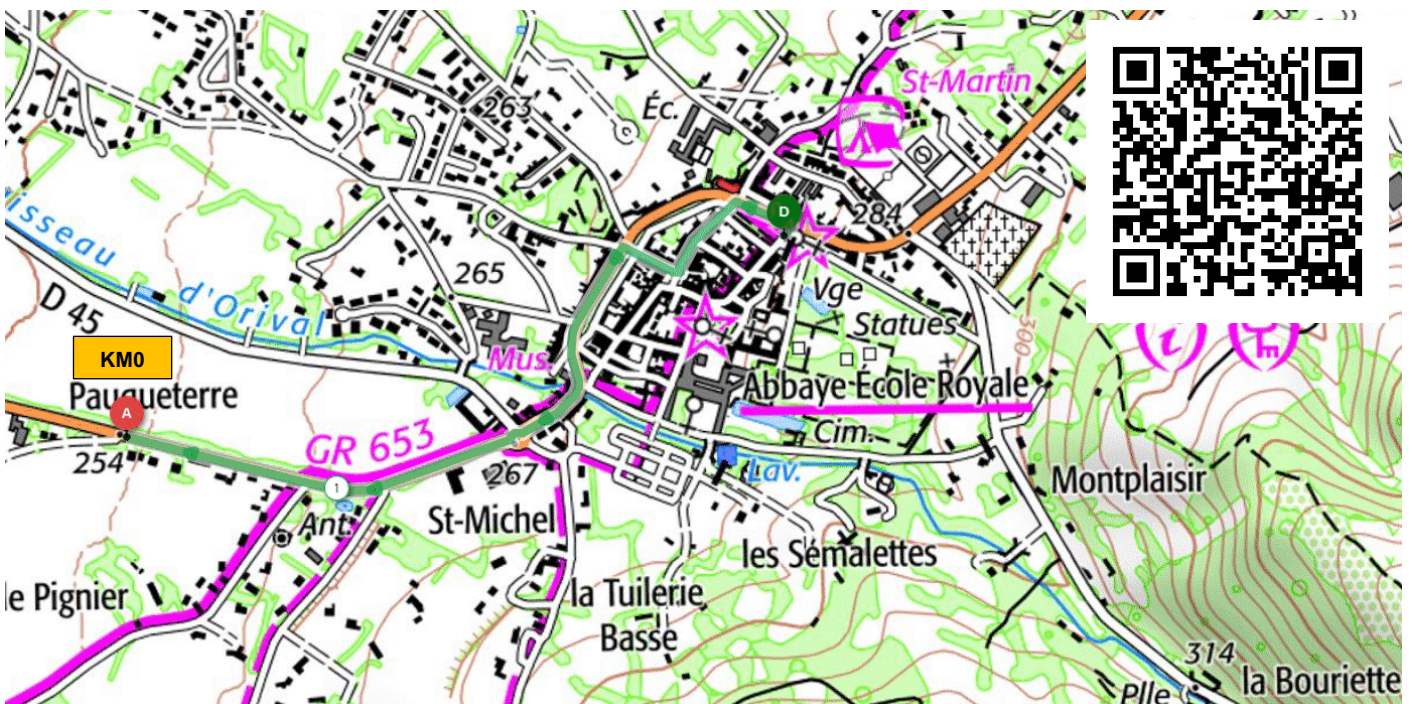 St-Martin
263
Éc.
D
284
isseau
d'Orival
265
Vge
Statues
300
D 45
KM0
Mus.
i
Pauqueterre
A
Abbaye École Royale
GR 653
Cim.
254
267
Lav.
Montplaisir
1
Ant.
St-Michel
les Sémalettes
le Pignier
la Tuilerie
Basse
314
la Bouriette
Plle